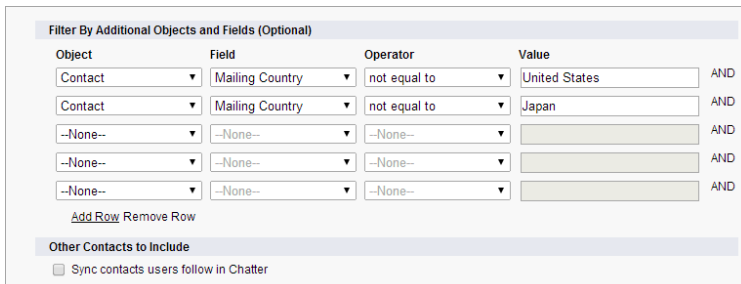 Filter By Additional Objects and Fields (Optional)
Object Field Operator Value
Contact Mailing Country not equal to United States AND
Contact Mailing Country not equal to Japan AND
--None-- --None-- --None-- AND
--None-- --None-- --None-- AND
--None-- --None-- --None-- AND
Add Row Remove Row
Other Contacts to Include
Sync contacts users follow in Chatter